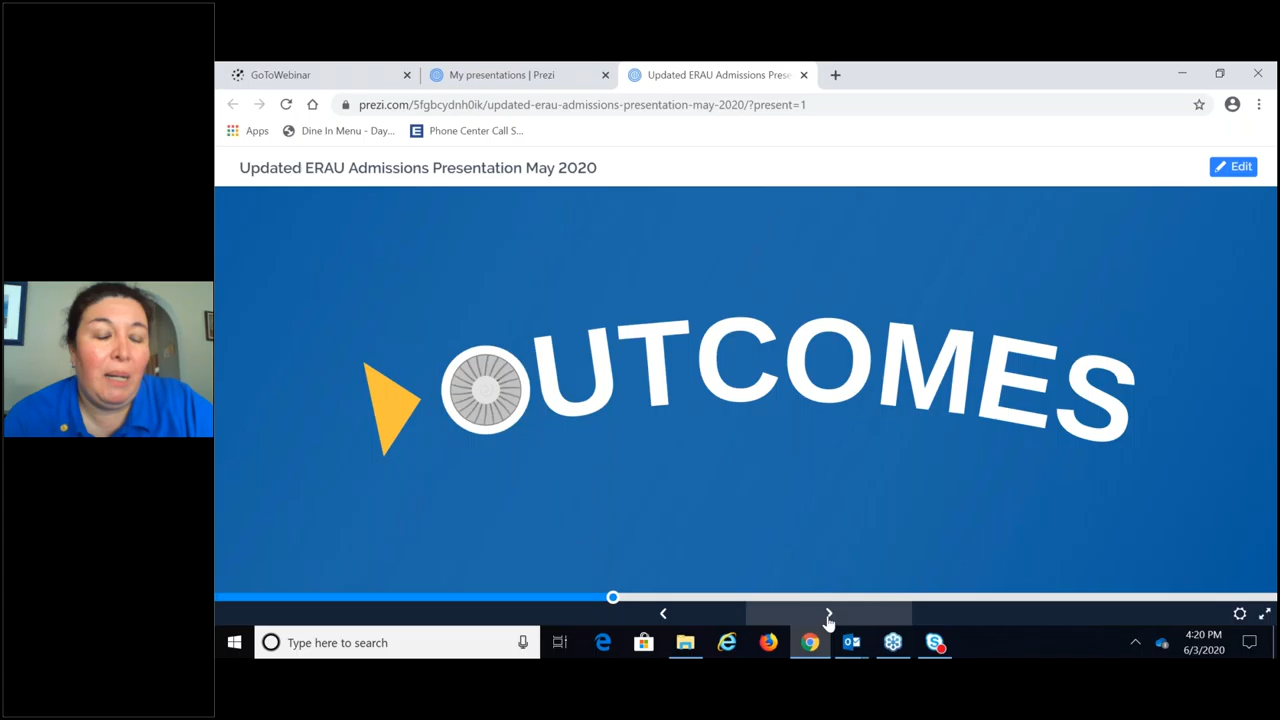 GoToWebinar
My presentations | Prezi
Updated ERAU Admissions Prese
prezi.com/5fgbcydnh0ik/updated-erau-admissions-presentation-may-2020/?present=1
Apps
Dine In Menu - Day...
Phone Center Call S...
Updated ERAU Admissions Presentation May 2020
Edit
OUTCOMES
Type here to search
4:20 PM
6/3/2020